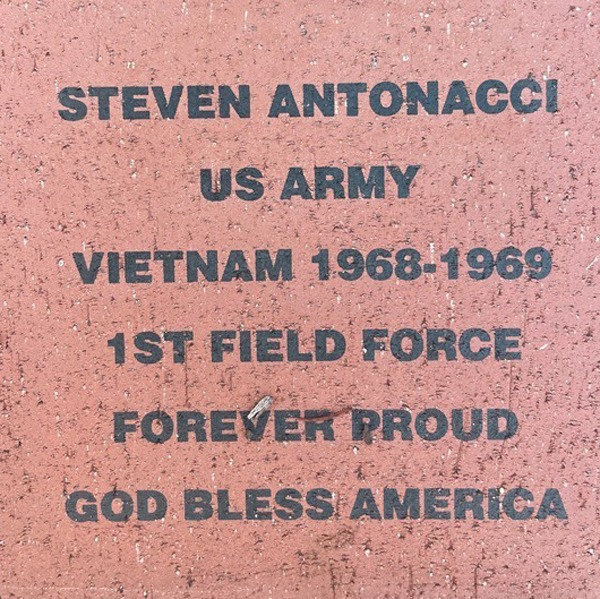 STEVEN ANTONACCI
US ARMY
VIETNAM 1968-1969
1ST FIELD FORCE
FOREVER PROUD
GOD BLESS AMERICA